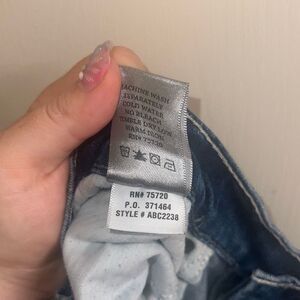 MACHINE WASH
SEPARATELY
COLD WATER
NO BLEACH
TUMBLE DRY LOW
WARM IRON
RN# 75720
RN# 75720
P.O. 371464
STYLE # ABC2238